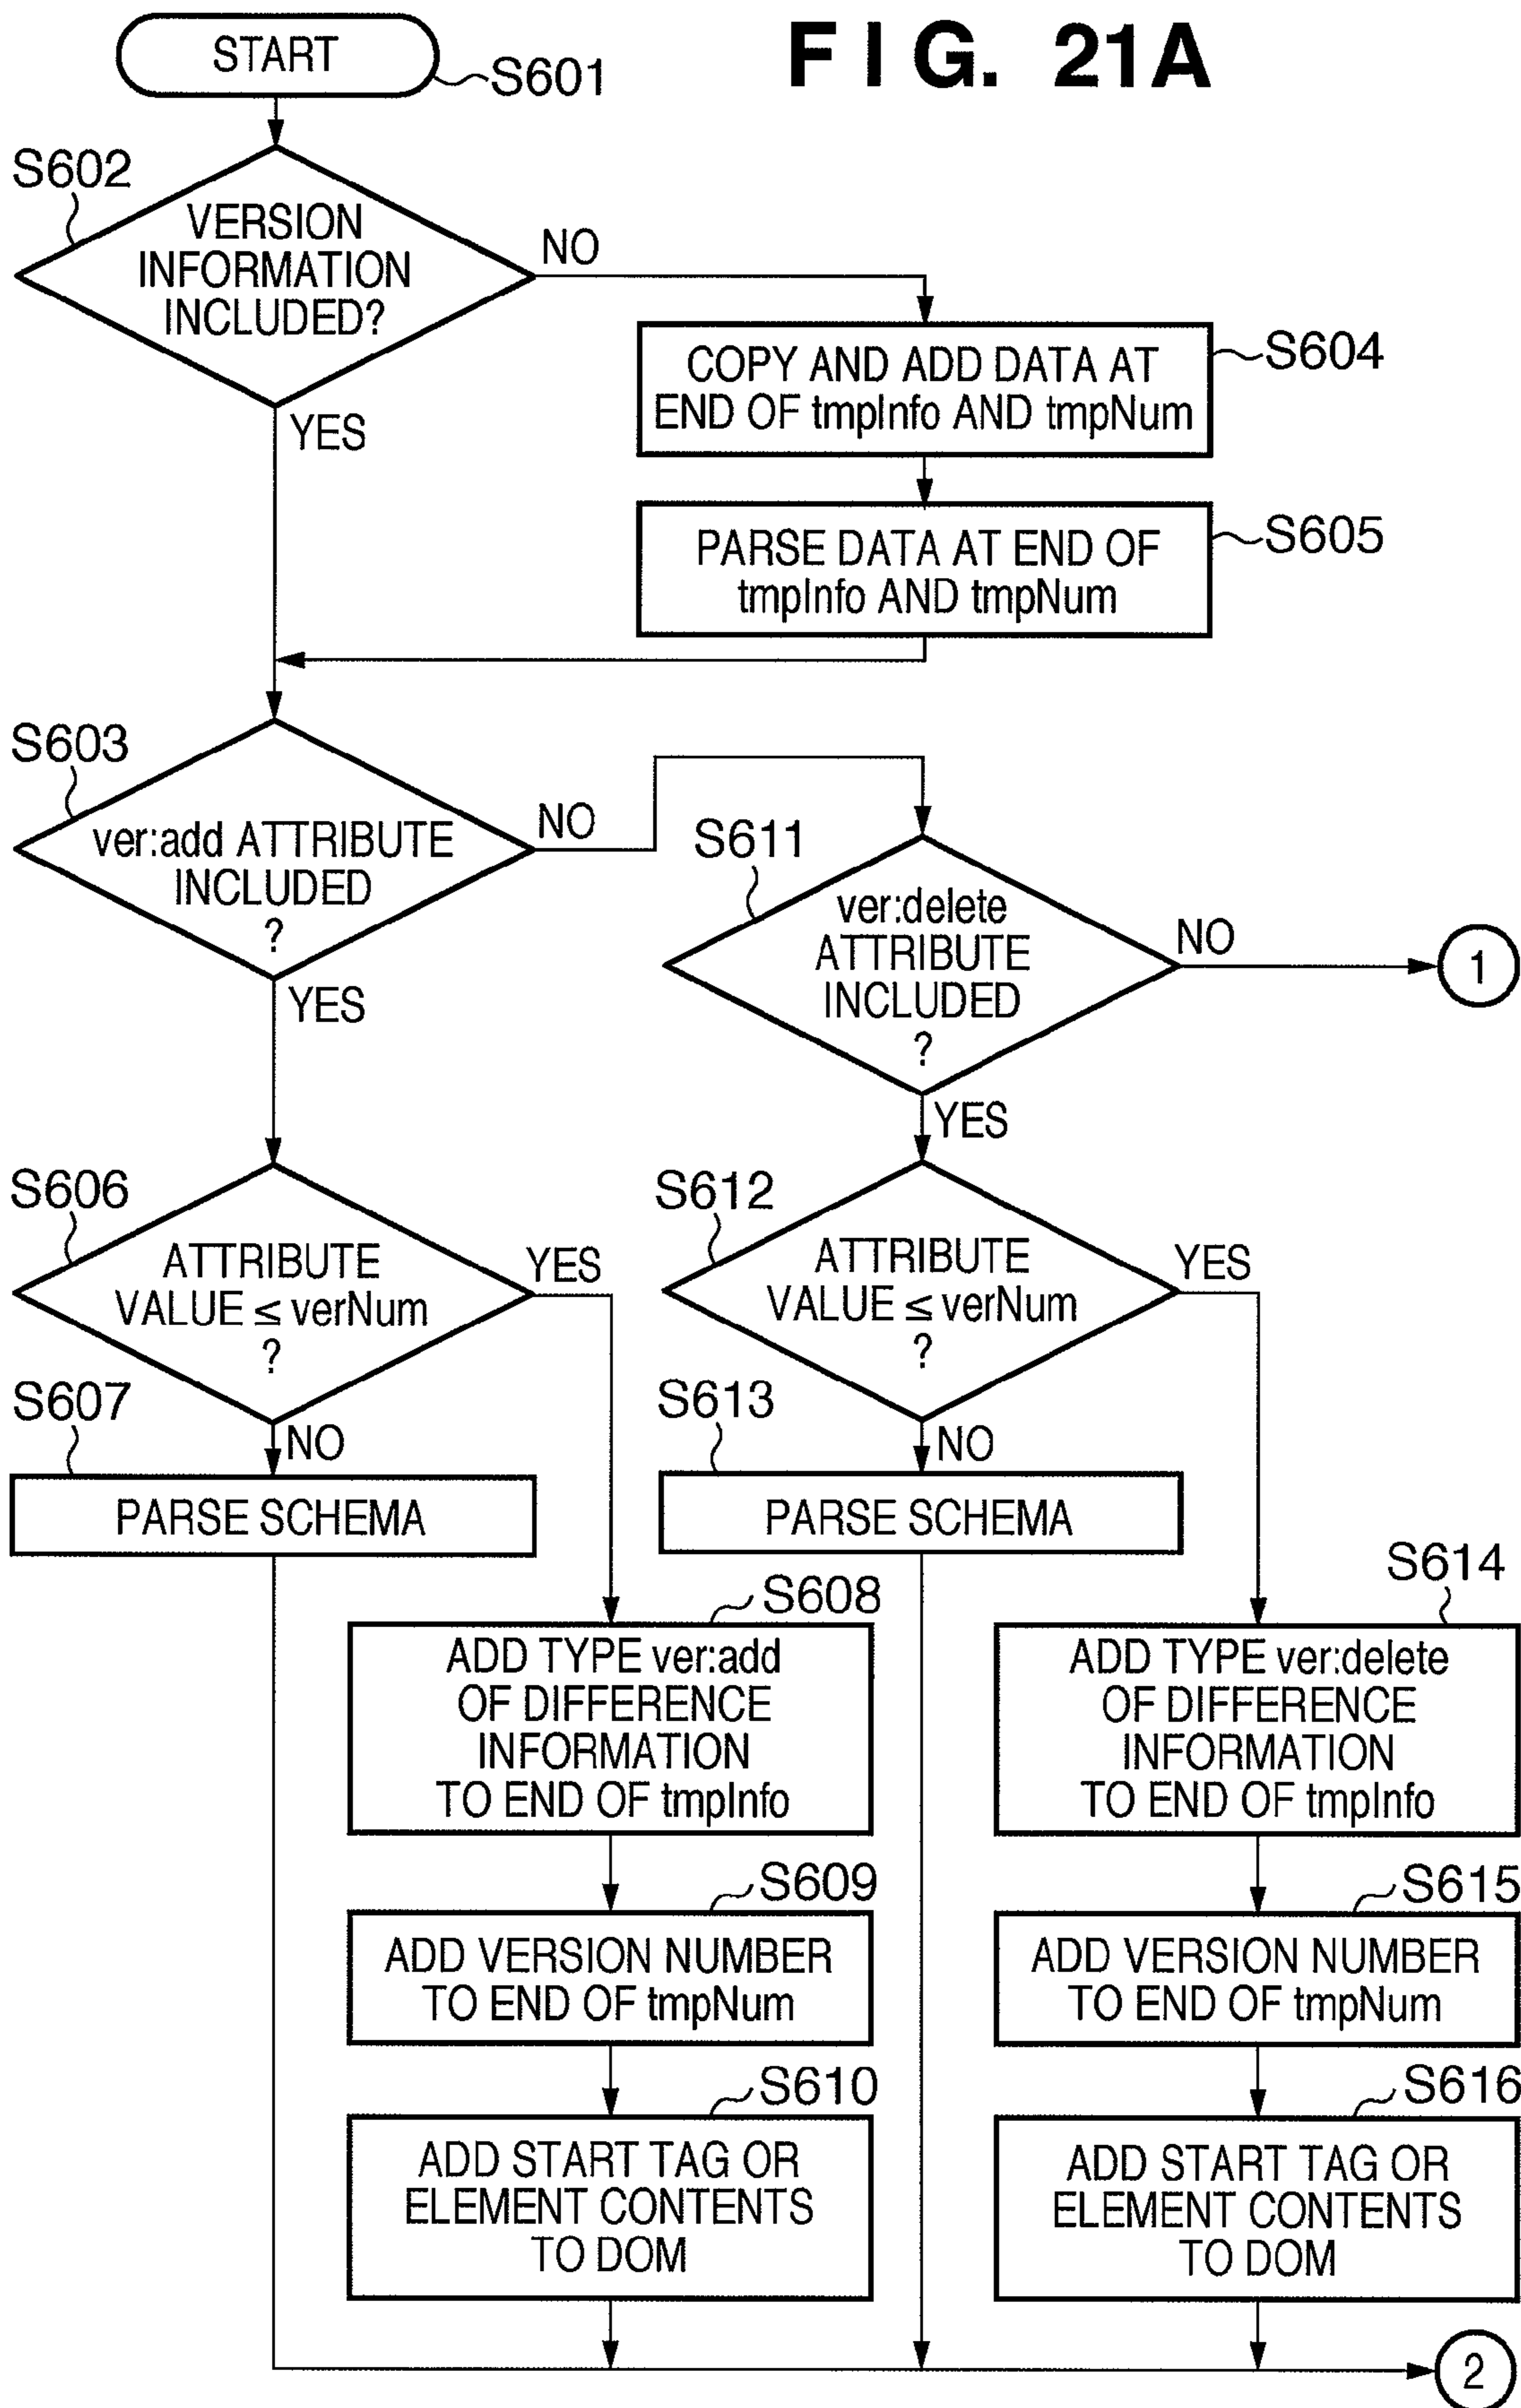 FIG. 21A
START
S601
S602
VERSION
INFORMATION
INCLUDED?
NO
YES
COPY AND ADD DATA AT
END OF tmpInfo AND tmpNum
S604
PARSE DATA AT END OF
tmpInfo AND tmpNum
S605
S603
ver:add ATTRIBUTE
INCLUDED
?
NO
YES
S611
ver:delete
ATTRIBUTE
INCLUDED
?
NO
1
YES
S606
ATTRIBUTE
VALUE ≤ verNum
?
YES
NO
S612
ATTRIBUTE
VALUE ≤ verNum
?
YES
NO
S607
PARSE SCHEMA
S613
PARSE SCHEMA
S608
ADD TYPE ver:add
OF DIFFERENCE
INFORMATION
TO END OF tmpInfo
S614
ADD TYPE ver:delete
OF DIFFERENCE
INFORMATION
TO END OF tmpInfo
S609
ADD VERSION NUMBER
TO END OF tmpNum
S615
ADD VERSION NUMBER
TO END OF tmpNum
S610
ADD START TAG OR
ELEMENT CONTENTS
TO DOM
S616
ADD START TAG OR
ELEMENT CONTENTS
TO DOM
2